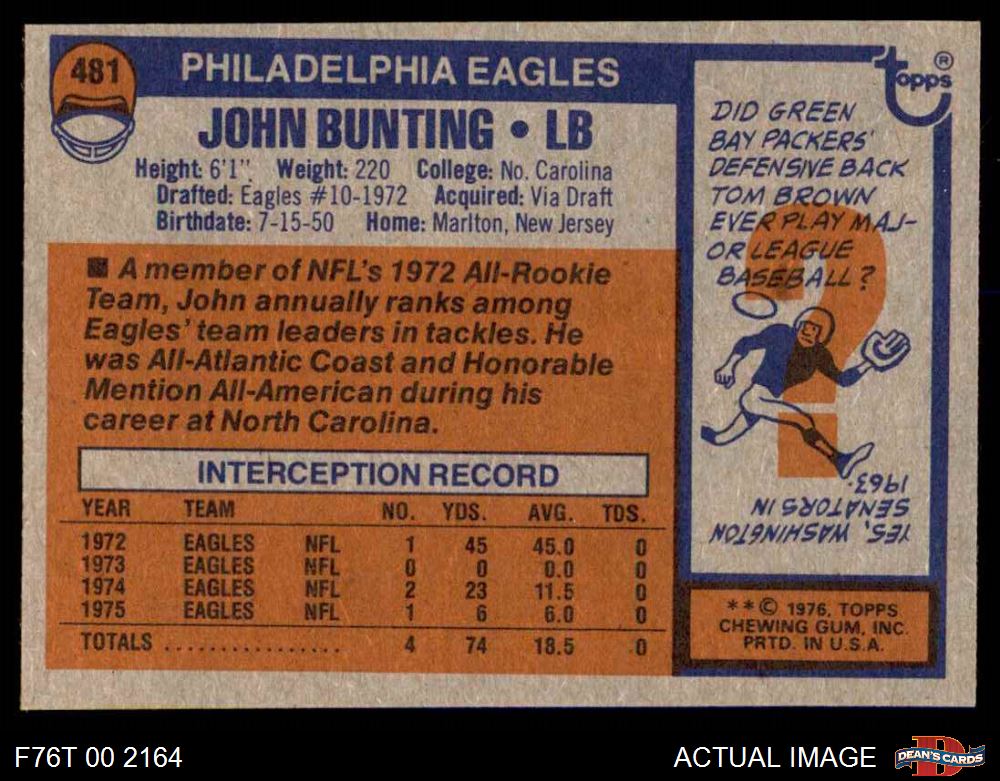 481
PHILADELPHIA EAGLES
JOHN BUNTING • LB
Height: 6'1" Weight: 220 College: No. Carolina
Drafted: Eagles #10-1972 Acquired: Via Draft
Birthdate: 7-15-50 Home: Marlton, New Jersey
A member of NFL's 1972 All-Rookie
Team, John annually ranks among
Eagles' team leaders in tackles. He
was All-Atlantic Coast and Honorable
Mention All-American during his
career at North Carolina.
INTERCEPTION RECORD
YEAR TEAM NO. YDS. AVG. TDS.
1972 EAGLES NFL 1 45 45.0 0
1973 EAGLES NFL 0 0 0.0 0
1974 EAGLES NFL 2 23 11.5 0
1975 EAGLES NFL 1 6 6.0 0
TOTALS ................ 4 74 18.5 0
topps®
DID GREEN
BAY PACKERS'
DEFENSIVE BACK
TOM BROWN
EVER PLAY MAJ-
OR LEAGUE
BASEBALL?
?
YES, WASHINGTON
SENATORS IN
1963.
**© 1976, TOPPS
CHEWING GUM, INC.
PRTD. IN U.S.A.
F76T 00 2164
ACTUAL IMAGE
D
DEAN'S CARDS